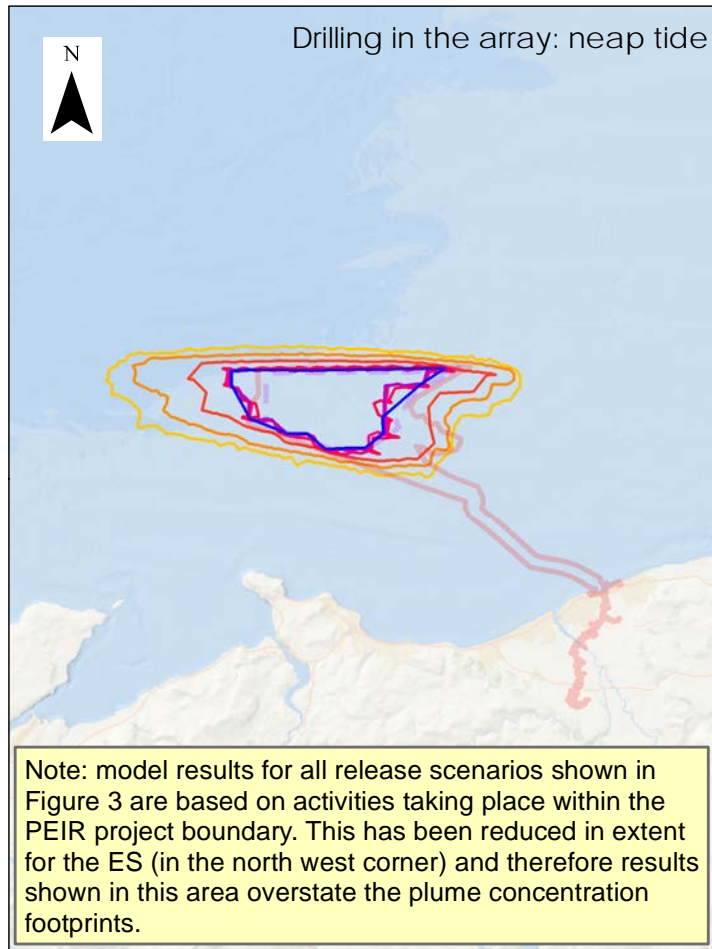 Drilling in the array: neap tide
N
Note: model results for all release scenarios shown in
Figure 3 are based on activities taking place within the
PEIR project boundary. This has been reduced in extent
for the ES (in the north west corner) and therefore results
shown in this area overstate the plume concentration
footprints.